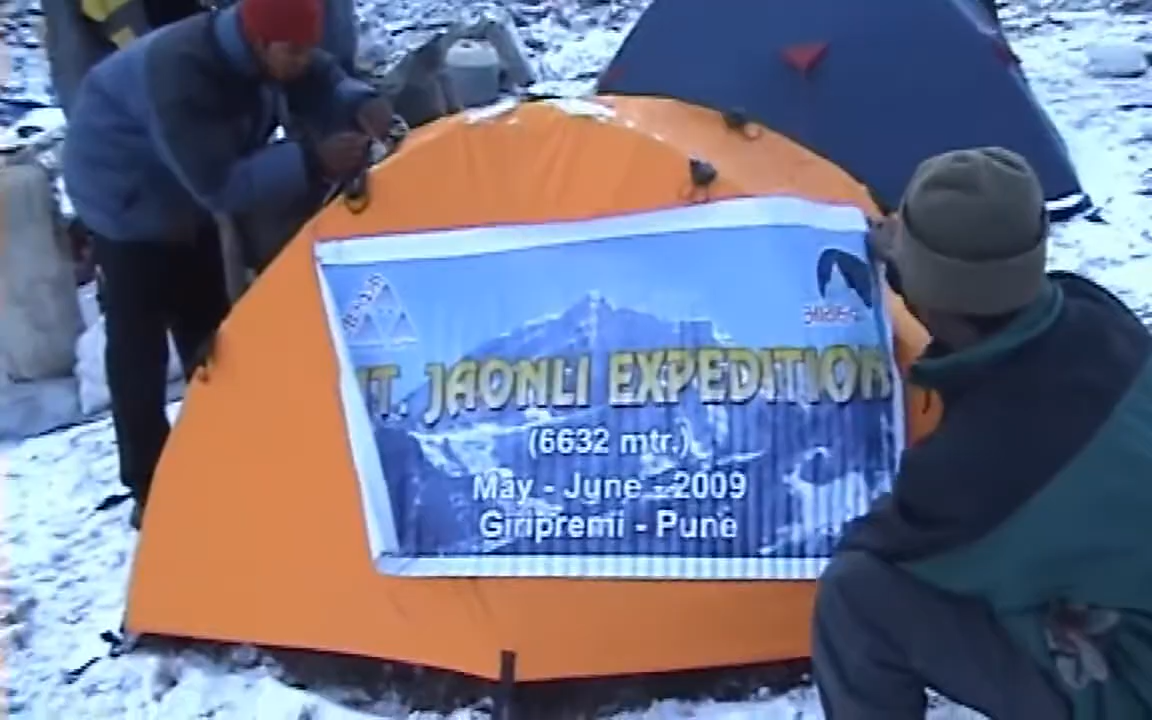 T. JAONLI EXPEDITION
(6632 mtr.)
May - June - 2009
Giripremi - Pune